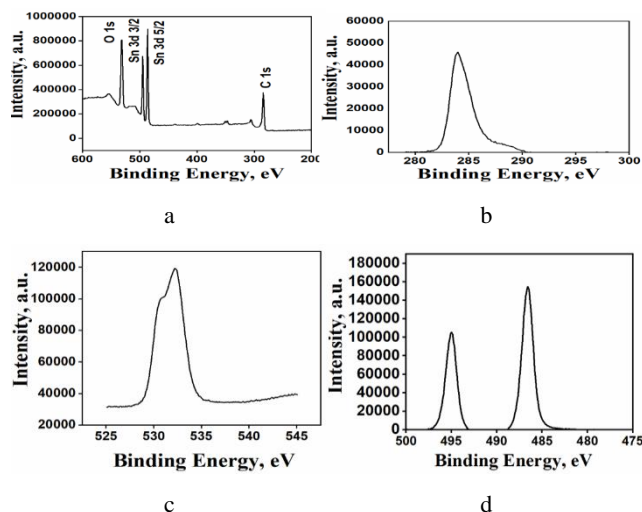 Intensity, a.u.
1000000
800000
600000
400000
200000
0
O 1s
Sn 3d 3/2
Sn 3d 5/2
C 1s
600 500 400 300 200
Binding Energy, eV
a
Intensity, a.u.
60000
50000
40000
30000
20000
10000
0
280 285 290 295 300
Binding Energy, eV
b
Intensity, a.u.
120000
100000
80000
60000
40000
20000
525 530 535 540 545
Binding Energy, eV
c
Intensity, a.u.
180000
160000
140000
120000
100000
80000
60000
40000
20000
0
500 495 490 485 480 475
Binding Energy, eV
d